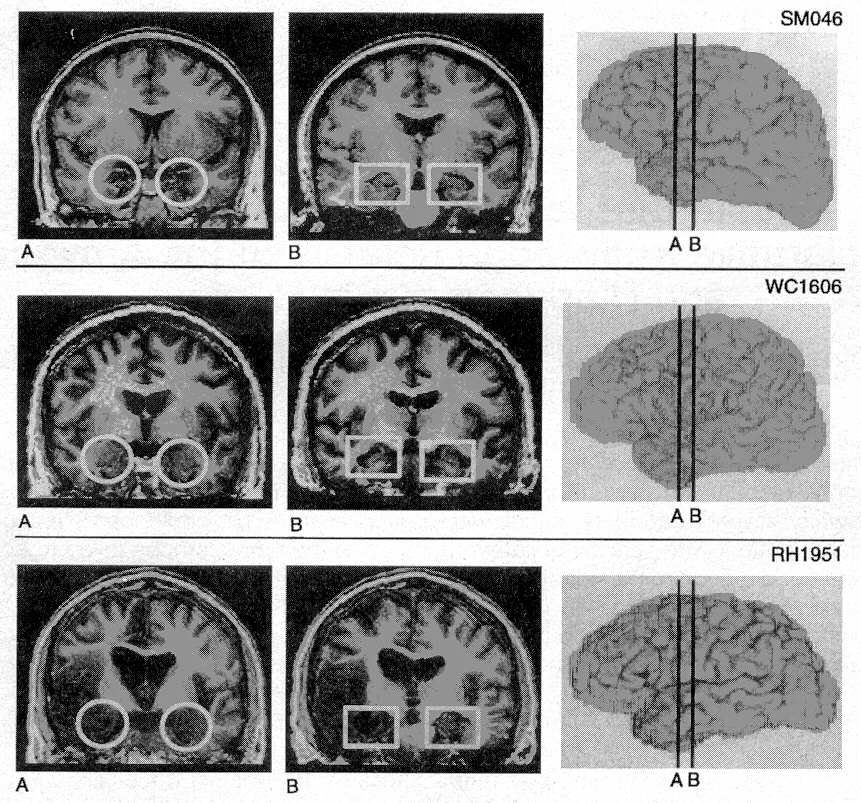 SM046
A B A B
WC1606
A B A B
RH1951
A B A B